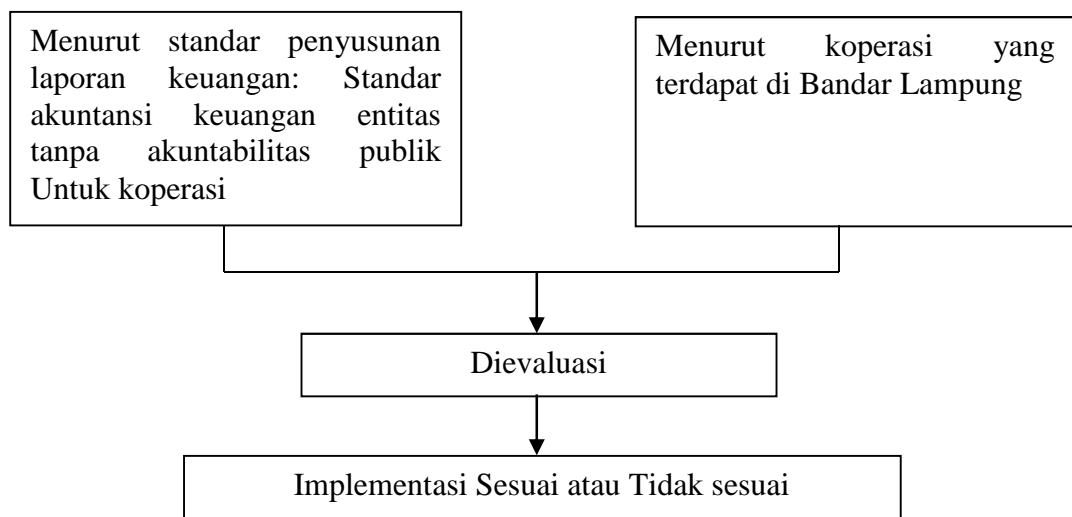 Menurut standar penyusunan
laporan keuangan: Standar
akuntansi keuangan entitas
tanpa akuntabilitas publik
Untuk koperasi
Menurut koperasi yang
terdapat di Bandar Lampung
Dievaluasi
Implementasi Sesuai atau Tidak sesuai